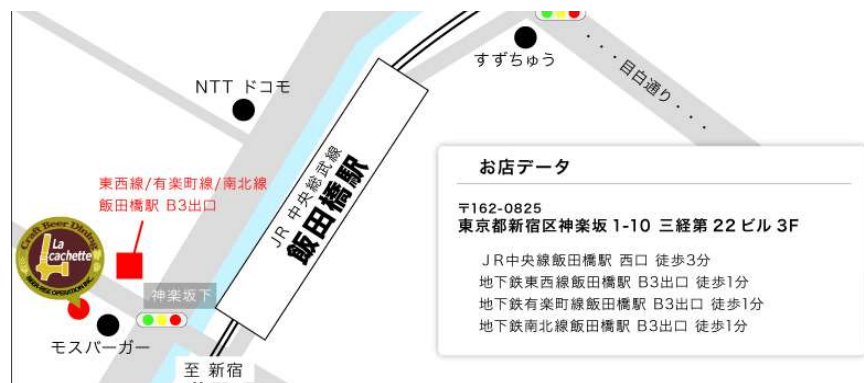 すずちゅう
・・・目白通り・・・
NTT ドコモ
JR 中央総武線
飯田橋駅
東西線/有楽町線/南北線
飯田橋駅 B3出口
Craft Beer Dining
La
cachette
BEER-MEX OPERATION INC.
神楽坂下
モスバーガー
至 新宿
お店データ
〒162-0825
東京都新宿区神楽坂 1-10 三経第 22 ビル 3F
JR中央線飯田橋駅 西口 徒歩3分
地下鉄東西線飯田橋駅 B3出口 徒歩1分
地下鉄有楽町線飯田橋駅 B3出口 徒歩1分
地下鉄南北線飯田橋駅 B3出口 徒歩1分